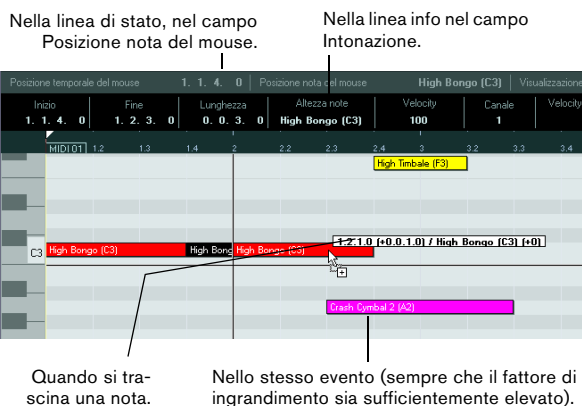 Nella linea di stato, nel campo
Posizione nota del mouse.
Nella linea info nel campo
Intonazione.
Posizione temporale del mouse 1. 1. 4. 0 Posizione nota del mouse High Bongo (C3) Visualizzazione
Inizio Fine Lunghezza Altezza note Velocity Canale Velocity
1. 1. 4. 0 1. 2. 3. 0 0. 0. 3. 0 High Bongo (C3) 100 1
MIDI 01 1.2 1.3 1.4 2 2.2 2.3 2.4 3 3.2 3.3 3.4
High Timbale (F3)
1.2.1.0 (+0.0.1.0) / High Bongo (C3) (+0)
C3 High Bongo (C3) High Bong High Bongo (C3)
Crash Cymbal 2 (A2)
Quando si tra-
scina una nota.
Nello stesso evento (sempre che il fattore di
ingrandimento sia sufficientemente elevato).